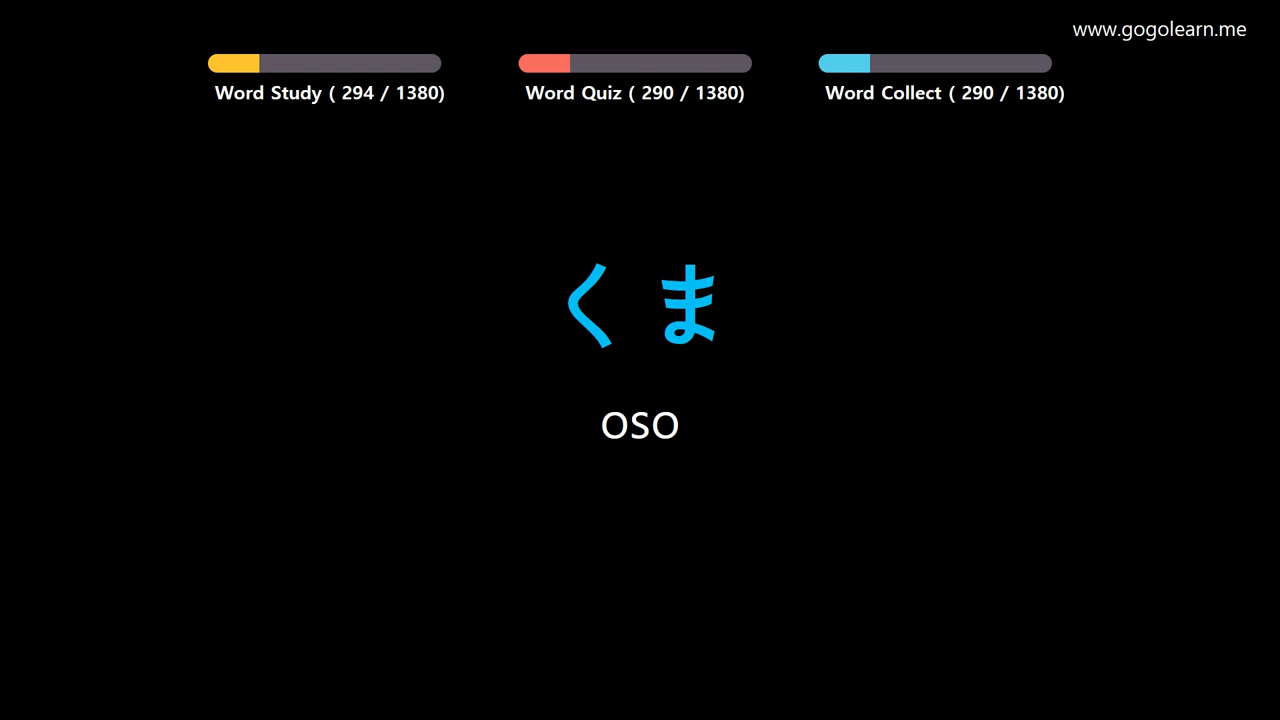 www.gogolearn.me
Word Study ( 294 / 1380)
Word Quiz ( 290 / 1380)
Word Collect ( 290 / 1380)
くま
OSO